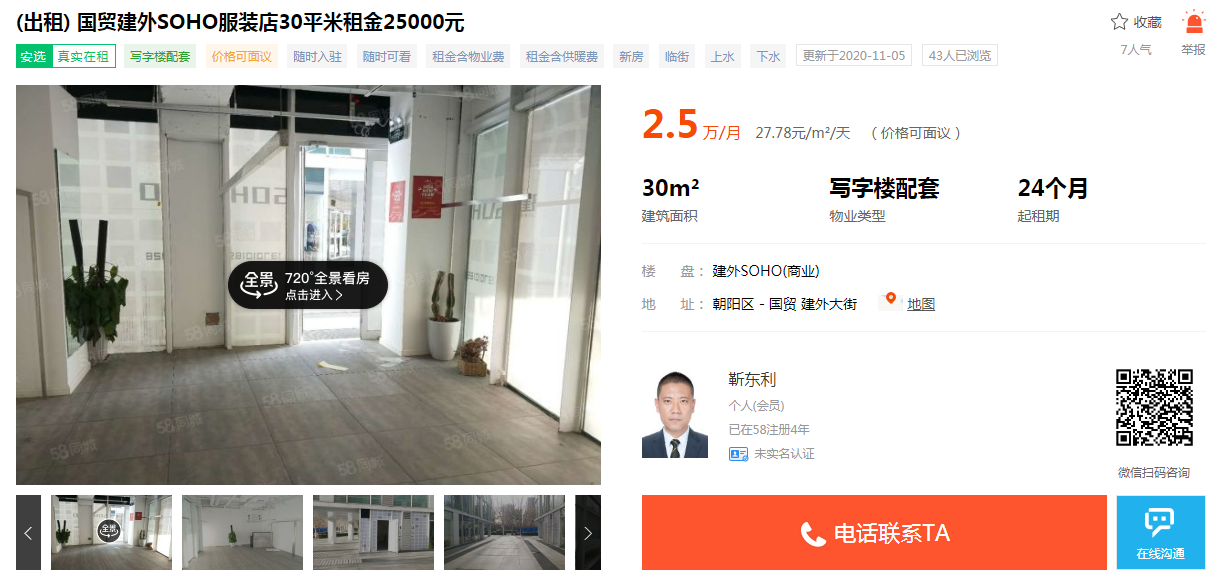 (出租) 国贸建外SOHO服装店30平米租金25000元
收藏
安选 真实在租 写字楼配套 价格可面议 随时入驻 随时可看 租金含物业费 租金含供暖费 新房 临街 上水 下水 更新于2020-11-05 43人已浏览
7人气 举报
2.5 万/月 27.78元/m²/天 （ 价格可面议 ）
30m² 写字楼配套 24个月
建筑面积 物业类型 起租期
楼 盘： 建外SOHO(商业)
地 址： 朝阳区 - 国贸 建外大街 地图
全景 720°全景看房
点击进入
靳东利
个人(会员)
已在58注册4年
未实名认证
微信扫码咨询
全景
电话联系TA
在线沟通
58同城